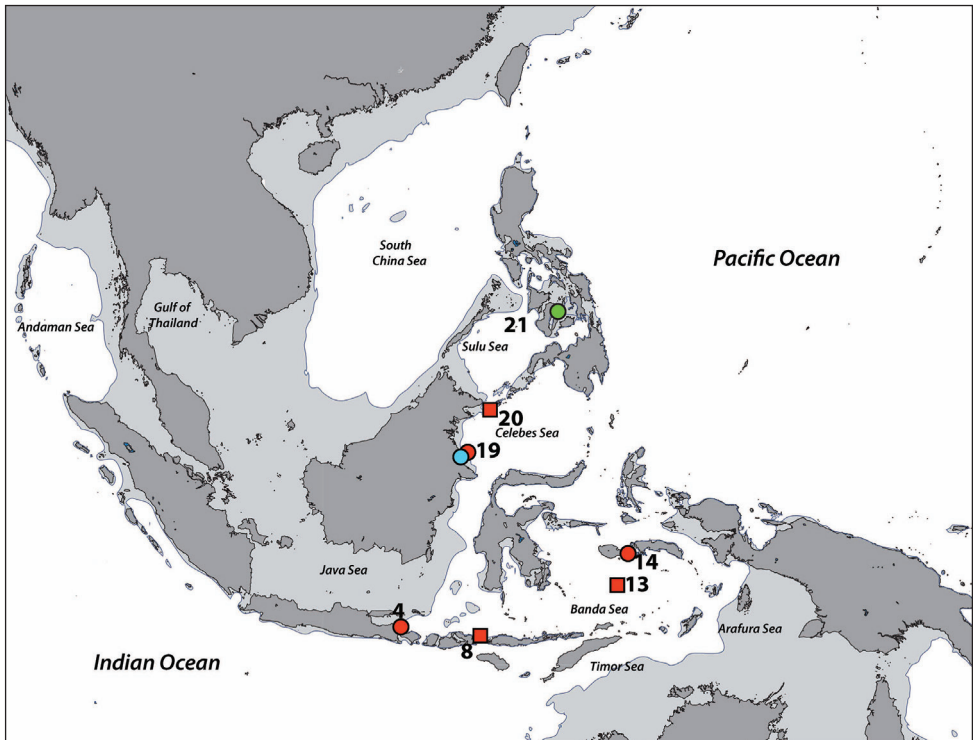 South
China Sea
Pacific Ocean
Gulf of
Thailand
Andaman Sea
21
Sulu Sea
20
Celebes Sea
19
14
Java Sea
13
4
Banda Sea
Arafura Sea
8
Indian Ocean
Timor Sea